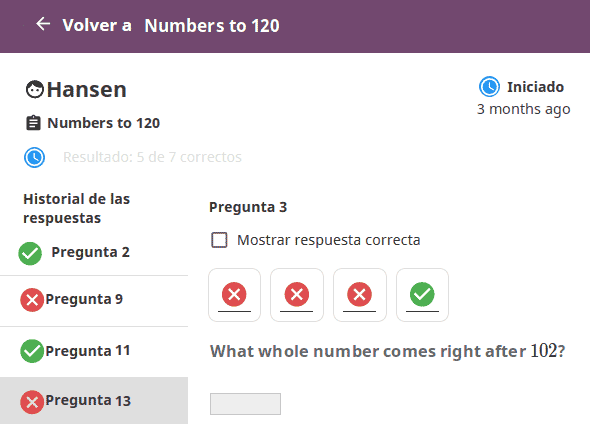 Volver a Numbers to 120
Hansen
Iniciado
3 months ago
Numbers to 120
Resultado: 5 de 7 correctos
Historial de las
respuestas
Pregunta 2
Pregunta 9
Pregunta 11
Pregunta 13
Pregunta 3
Mostrar respuesta correcta
What whole number comes right after 102?